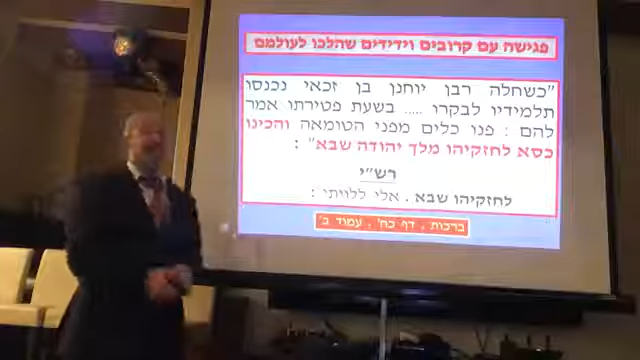 פגישה עם קרובים וידידים שהלכו לעולמם
"כשחלה רבן יוחנן בן זכאי נכנסו
תלמידיו לבקרו ..... בשעת פטירתו אמר
להם : פנו כלים מפני הטומאה והכינו
כסא לחזקיהו מלך יהודה שבא" :
רש"י
לחזקיהו שבא . אלי ללוויתי :
ברכות . דף כח' . עמוד ב'